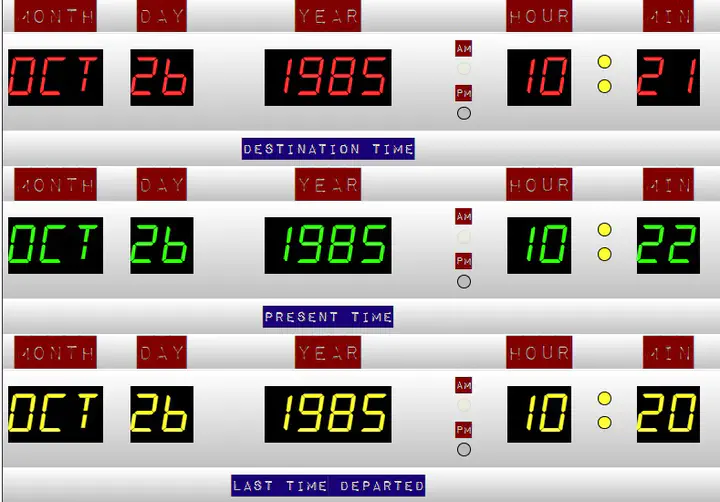 MONTH DAY YEAR HOUR MIN
AM
OCT 26 1985 10 : 21
PM
DESTINATION TIME
MONTH DAY YEAR HOUR MIN
AM
OCT 26 1985 10 : 22
PM
PRESENT TIME
MONTH DAY YEAR HOUR MIN
AM
OCT 26 1985 10 : 20
PM
LAST TIME DEPARTED